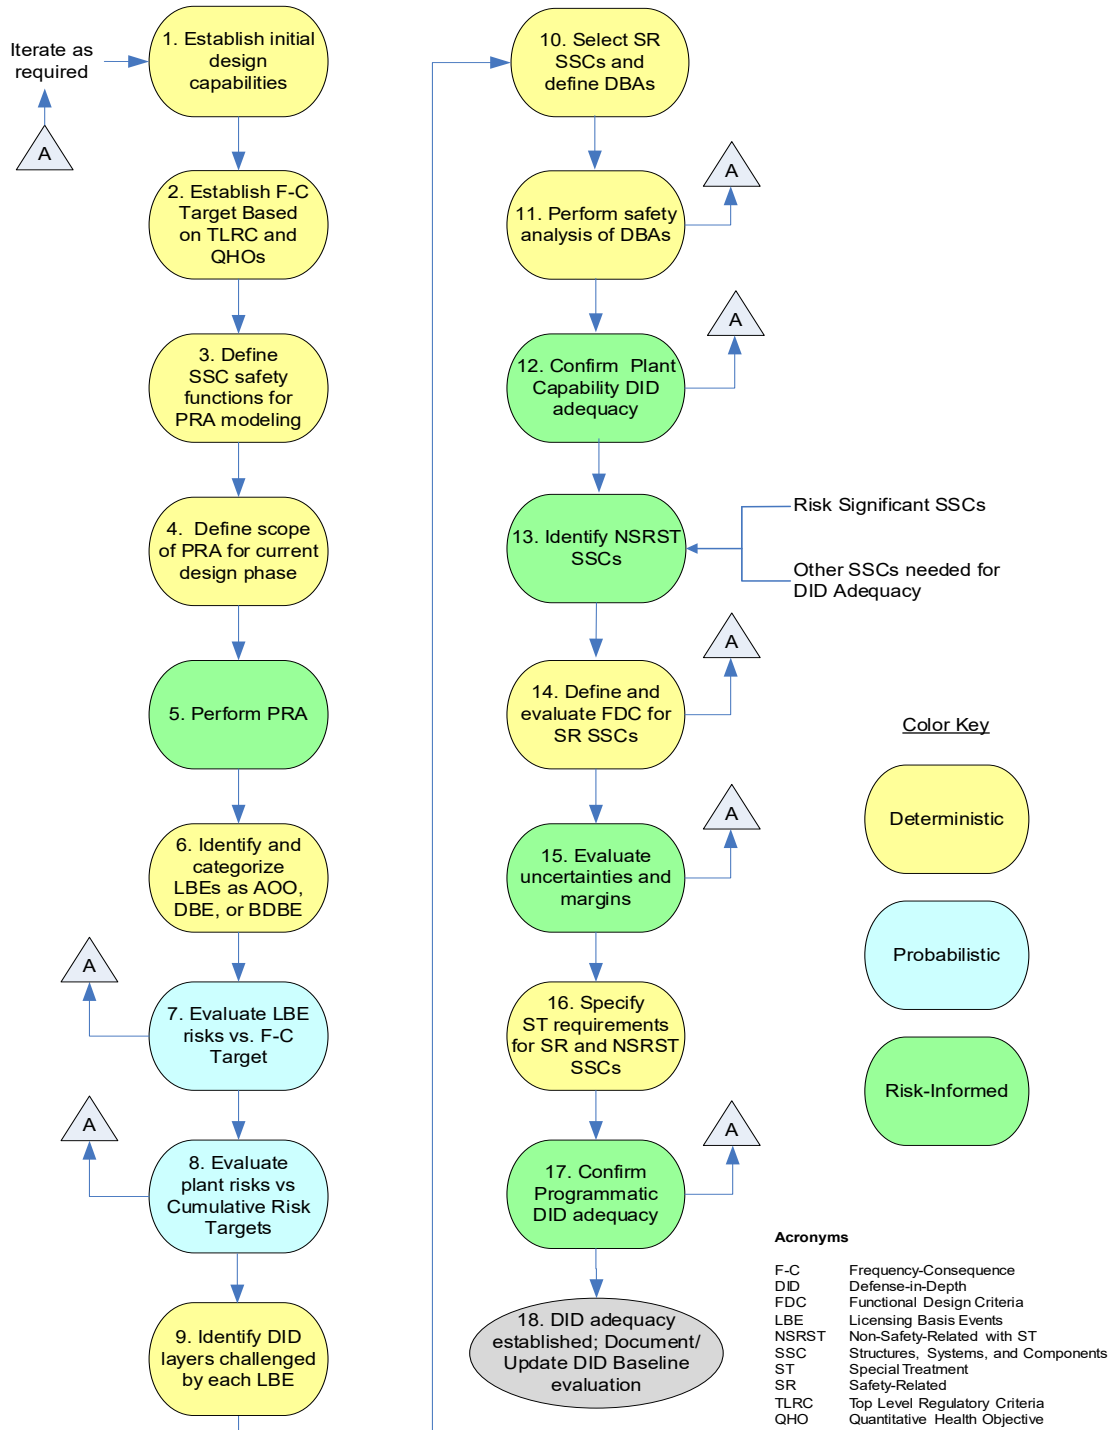 Iterate as
required
A
1. Establish initial
design
capabilities
2. Establish F-C
Target Based
on TLRC and
QHOs
3. Define
SSC safety
functions for
PRA modeling
4. Define scope
of PRA for current
design phase
5. Perform PRA
6. Identify and
categorize
LBEs as AOO,
DBE, or BDBE
A
7. Evaluate LBE
risks vs. F-C
Target
A
8. Evaluate
plant risks vs
Cumulative Risk
Targets
9. Identify DID
layers challenged
by each LBE
10. Select SR
SSCs and
define DBAs
A
11. Perform safety
analysis of DBAs
A
12. Confirm Plant
Capability DID
adequacy
13. Identify NSRST
SSCs
Risk Significant SSCs
Other SSCs needed for
DID Adequacy
A
14. Define and
evaluate FDC for
SR SSCs
A
15. Evaluate
uncertainties and
margins
16. Specify
ST requirements
for SR and NSRST
SSCs
A
17. Confirm
Programmatic
DID adequacy
18. DID adequacy
established; Document/
Update DID Baseline
evaluation
Color Key
Deterministic
Probabilistic
Risk-Informed
Acronyms
F-C Frequency-Consequence
DID Defense-in-Depth
FDC Functional Design Criteria
LBE Licensing Basis Events
NSRST Non-Safety-Related with ST
SSC Structures, Systems, and Components
ST Special Treatment
SR Safety-Related
TLRC Top Level Regulatory Criteria
QHO Quantitative Health Objective